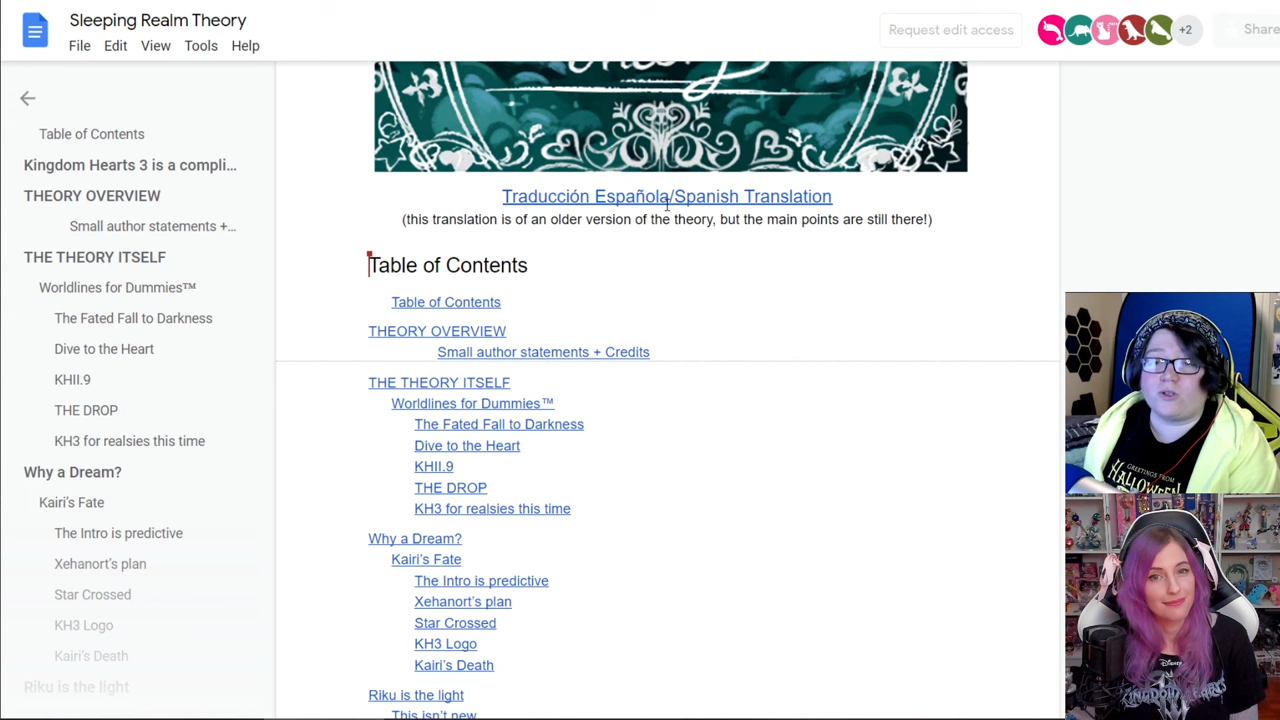 Sleeping Realm Theory
File Edit View Tools Help
Request edit access
+2
Share
Table of Contents
Kingdom Hearts 3 is a compli...
THEORY OVERVIEW
Small author statements +...
THE THEORY ITSELF
Worldlines for Dummies™
The Fated Fall to Darkness
Dive to the Heart
KHII.9
THE DROP
KH3 for realsies this time
Why a Dream?
Kairi's Fate
The Intro is predictive
Xehanort's plan
Star Crossed
KH3 Logo
Kairi's Death
Riku is the light
Traducción Española/Spanish Translation
(this translation is of an older version of the theory, but the main points are still there!)
Table of Contents
Table of Contents
THEORY OVERVIEW
Small author statements + Credits
THE THEORY ITSELF
Worldlines for Dummies™
The Fated Fall to Darkness
Dive to the Heart
KHII.9
THE DROP
KH3 for realsies this time
Why a Dream?
Kairi's Fate
The Intro is predictive
Xehanort's plan
Star Crossed
KH3 Logo
Kairi's Death
Riku is the light
This isn't new
GREETINGS FROM
HALLOWEEN
Disney
KINGDOM HEARTS